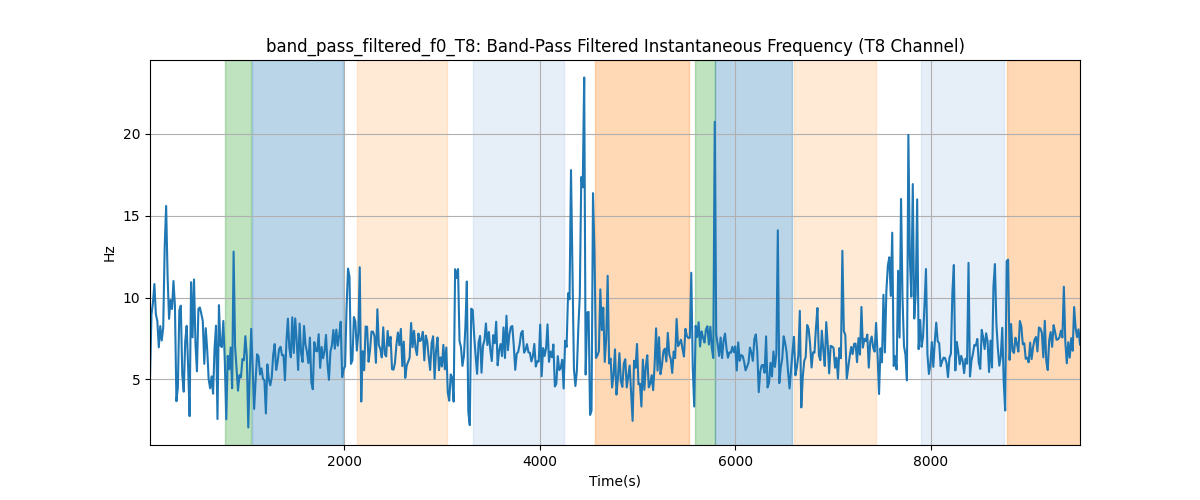 band_pass_filtered_f0_T8: Band-Pass Filtered Instantaneous Frequency (T8 Channel)
20
15
10
5
Hz
2000 4000 6000 8000
Time(s)